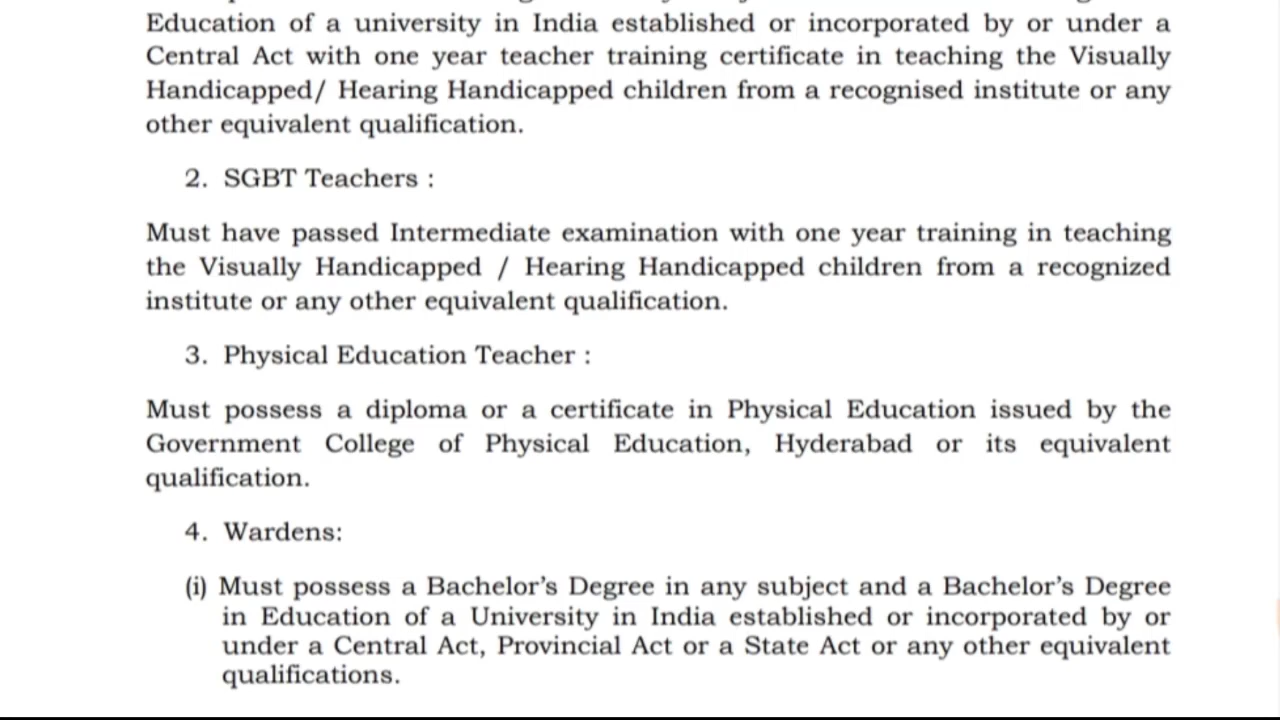 Education of a university in India established or incorporated by or under a
Central Act with one year teacher training certificate in teaching the Visually
Handicapped/ Hearing Handicapped children from a recognised institute or any
other equivalent qualification.
2. SGBT Teachers :
Must have passed Intermediate examination with one year training in teaching
the Visually Handicapped / Hearing Handicapped children from a recognized
institute or any other equivalent qualification.
3. Physical Education Teacher :
Must possess a diploma or a certificate in Physical Education issued by the
Government College of Physical Education, Hyderabad or its equivalent
qualification.
4. Wardens:
(i) Must possess a Bachelor’s Degree in any subject and a Bachelor’s Degree
in Education of a University in India established or incorporated by or
under a Central Act, Provincial Act or a State Act or any other equivalent
qualifications.